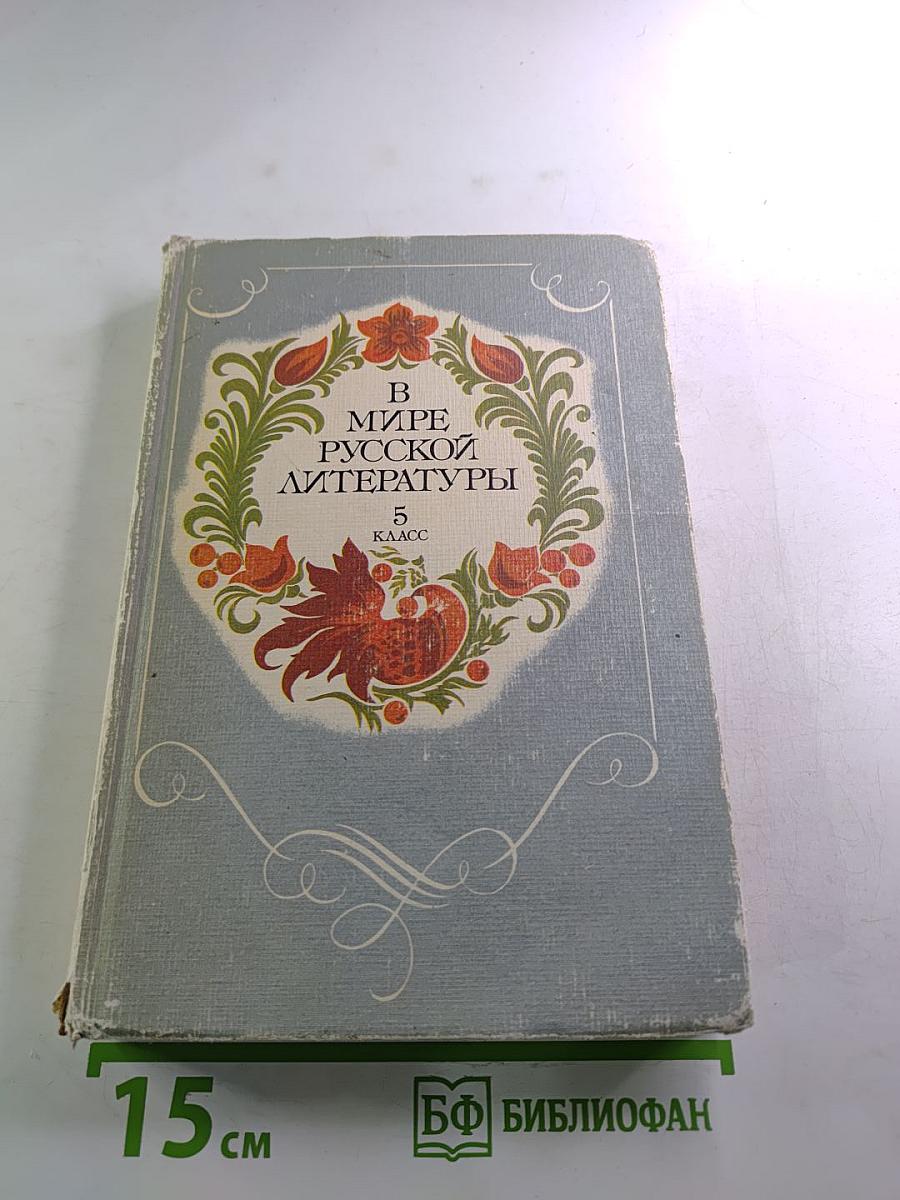 В
МИРЕ
РУССКОЙ
ЛИТЕРАТУРЫ
5
КЛАСС
15 см
БФ БИБЛИОФАН